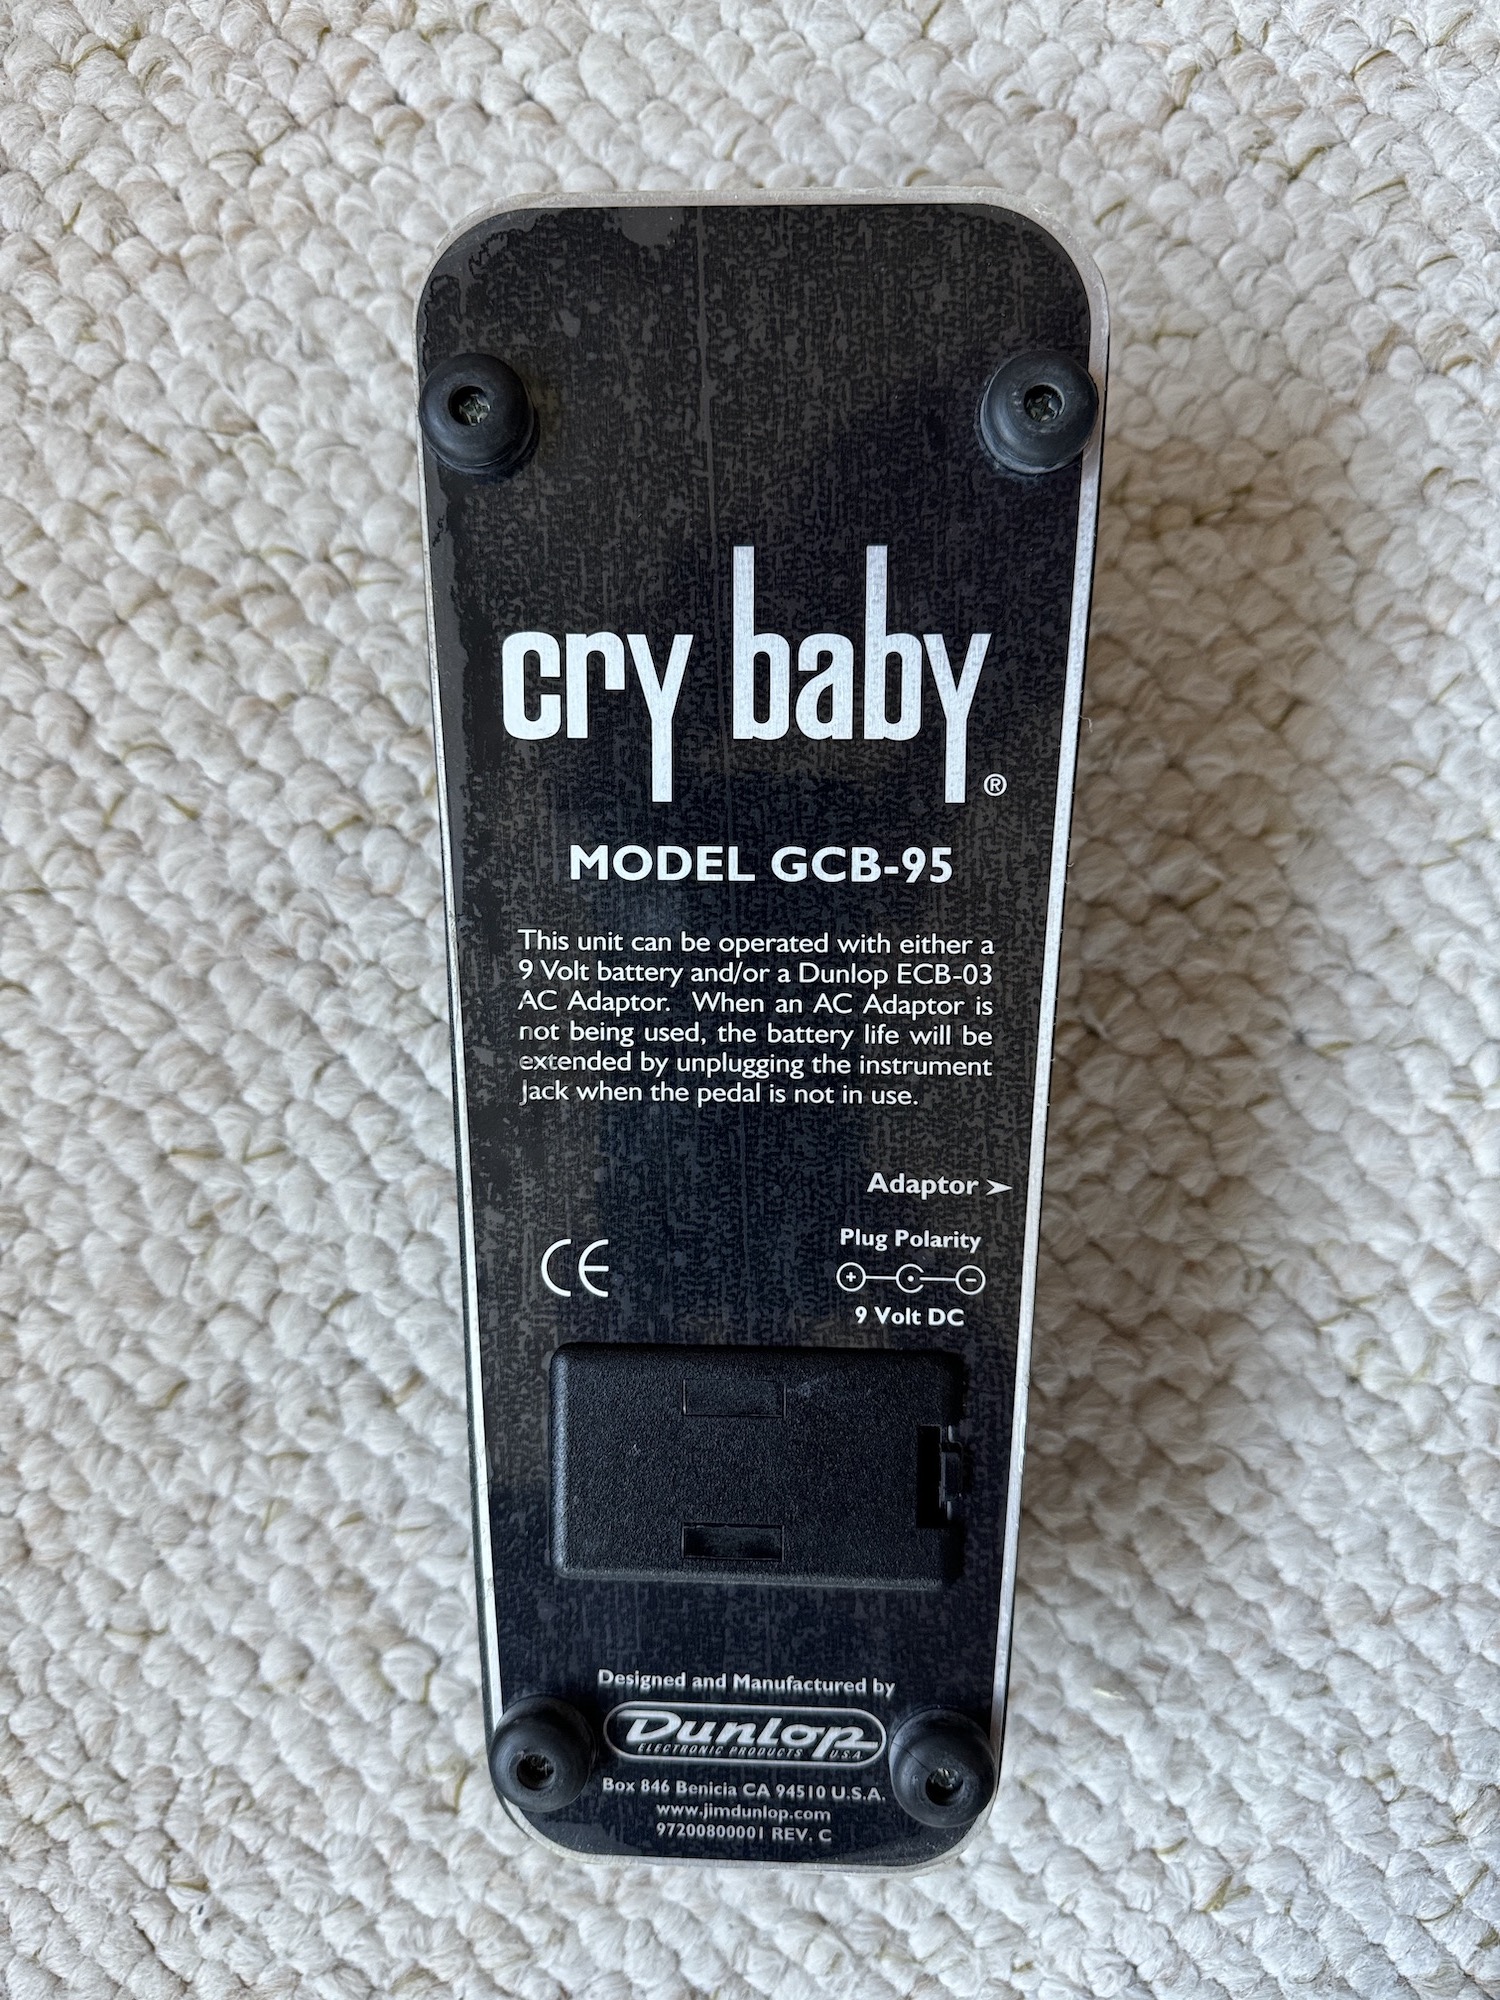 cry baby®
MODEL GCB-95
This unit can be operated with either a
9 Volt battery and/or a Dunlop ECB-03
AC Adaptor. When an AC Adaptor is
not being used, the battery life will be
extended by unplugging the instrument
Jack when the pedal is not in use.
Adaptor ➤
Plug Polarity
CE
+ -
9 Volt DC
Designed and Manufactured by
Dunlop
ELECTRONIC PRODUCTS U.S.A.
Box 846 Benicia CA 94510 U.S.A.
www.jimdunlop.com
97200800001 REV. C